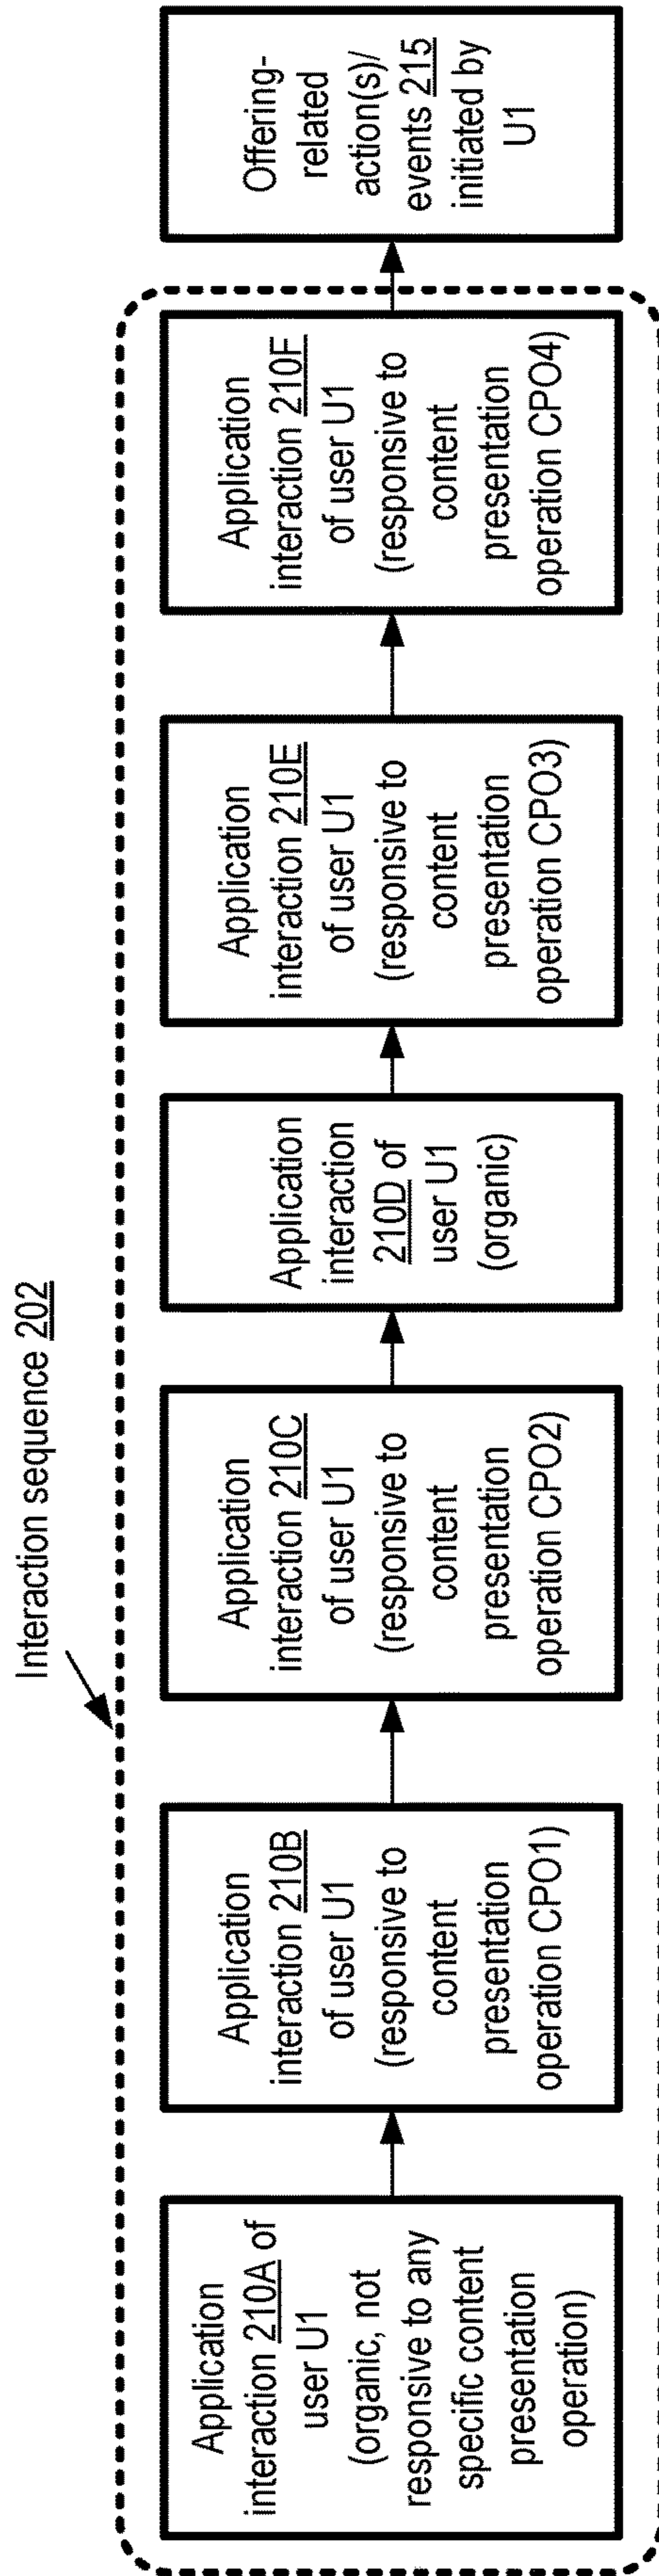 Interaction sequence 202
Application
interaction 210A of
user U1
(organic, not
responsive to any
specific content
presentation
operation)
Application
interaction 210B
of user U1
(responsive to
content
presentation
operation CPO1)
Application
interaction 210C
of user U1
(responsive to
content
presentation
operation CPO2)
Application
interaction
210D of
user U1
(organic)
Application
interaction 210E
of user U1
(responsive to
content
presentation
operation CPO3)
Application
interaction 210F
of user U1
(responsive to
content
presentation
operation CPO4)
Offering-
related
action(s)/
events 215
initiated by
U1